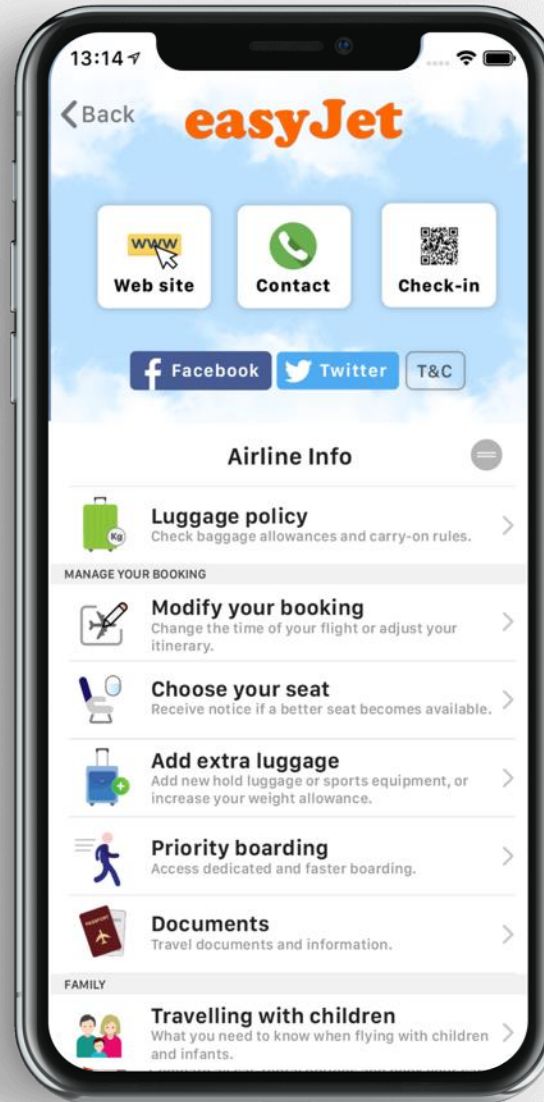 13:14
Back
easyJet
www
Web site
Contact
Check-in
Facebook
Twitter
T&C
Airline Info
Kg
Luggage policy
Check baggage allowances and carry-on rules.
MANAGE YOUR BOOKING
Modify your booking
Change the time of your flight or adjust your
itinerary.
Choose your seat
Receive notice if a better seat becomes available.
Add extra luggage
Add new hold luggage or sports equipment, or
increase your weight allowance.
Priority boarding
Access dedicated and faster boarding.
PASSPORT
Documents
Travel documents and information.
FAMILY
Travelling with children
What you need to know when flying with children
and infants.